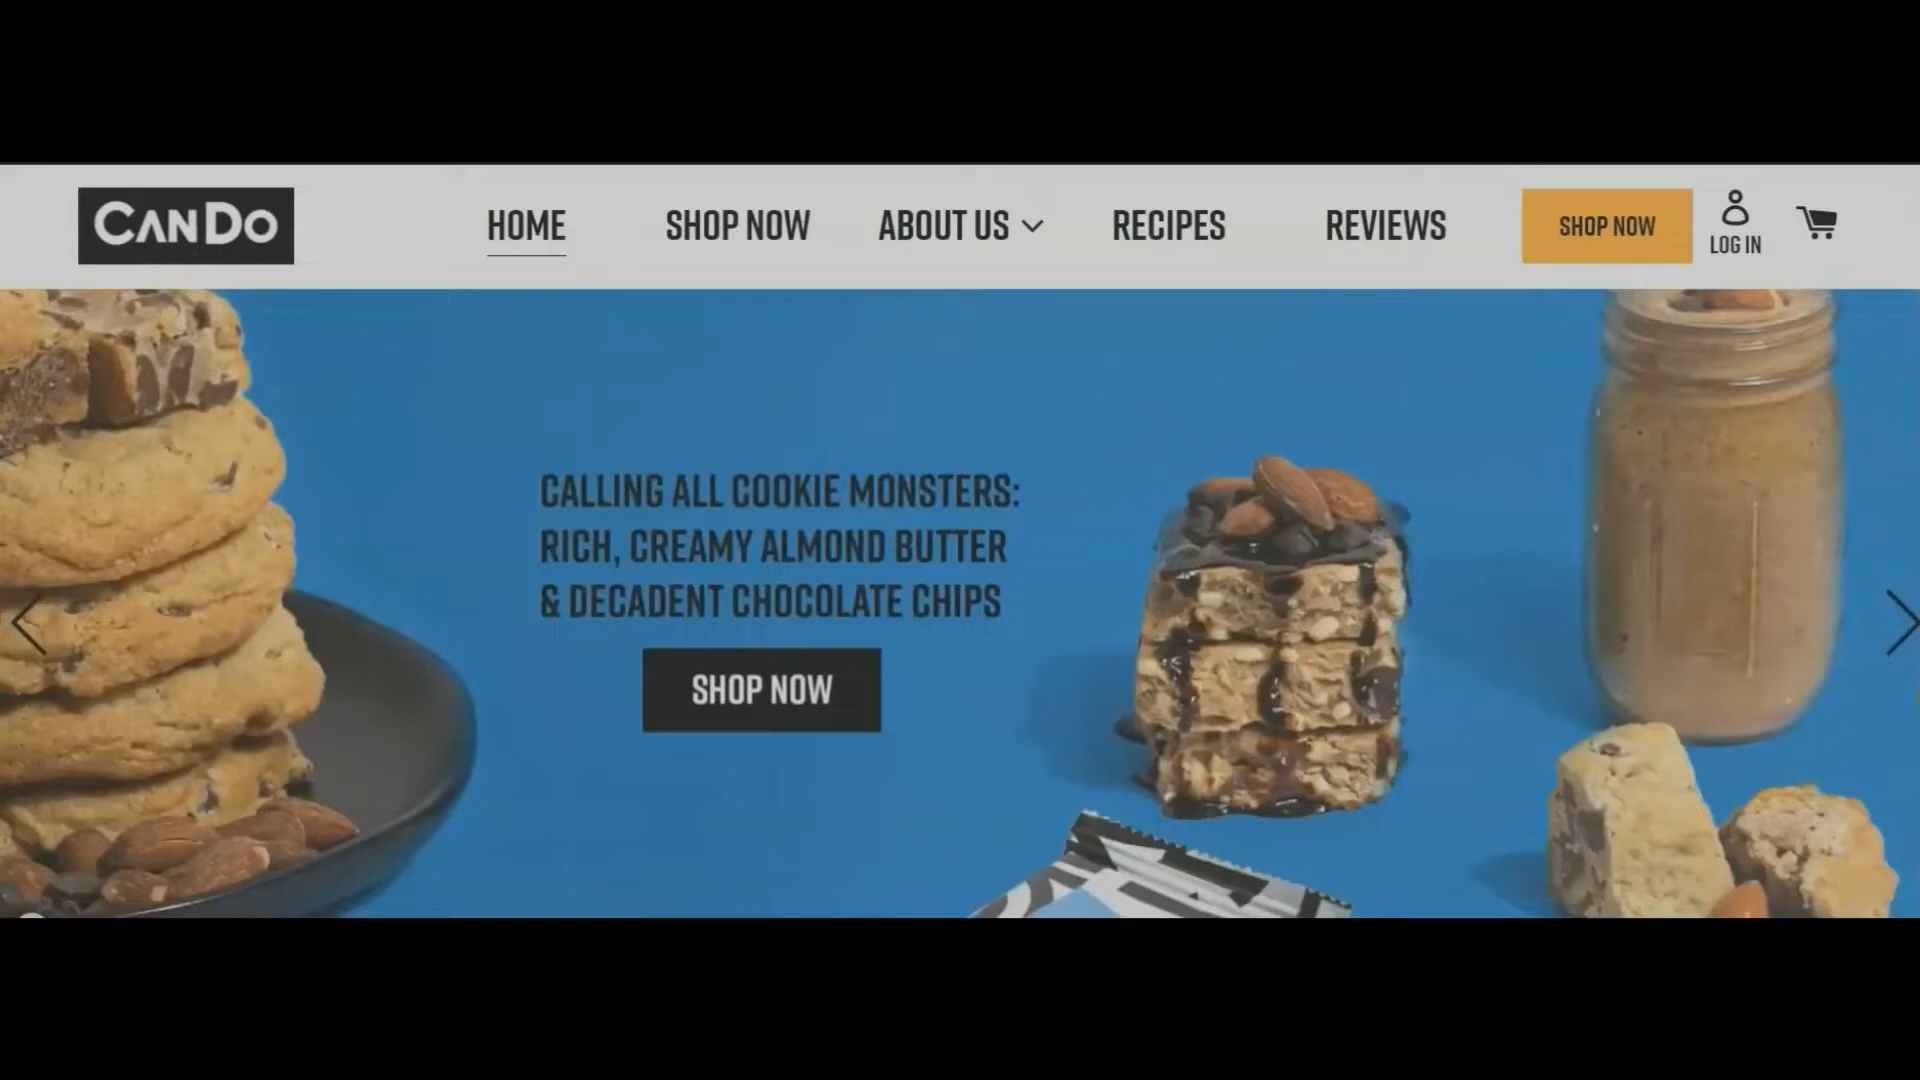 CANDO
HOME
SHOP NOW
ABOUT US
RECIPES
REVIEWS
SHOP NOW
LOG IN
CALLING ALL COOKIE MONSTERS:
RICH, CREAMY ALMOND BUTTER
& DECADENT CHOCOLATE CHIPS
SHOP NOW